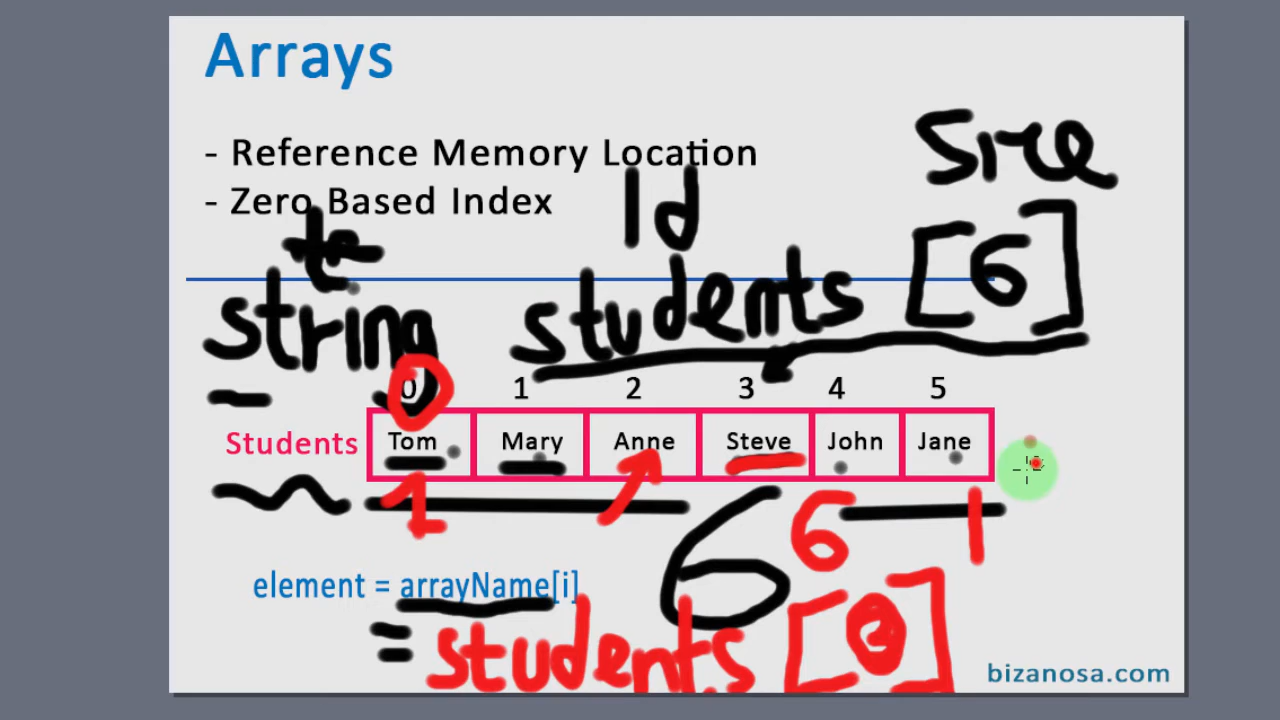 Arrays
- Reference Memory Location
- Zero Based Index
size
1d
string students [6]
0 1 2 3 4 5
Students Tom Mary Anne Steve John Jane
1 6 6 1
element = arrayName[i]
= students
bizanosa.com